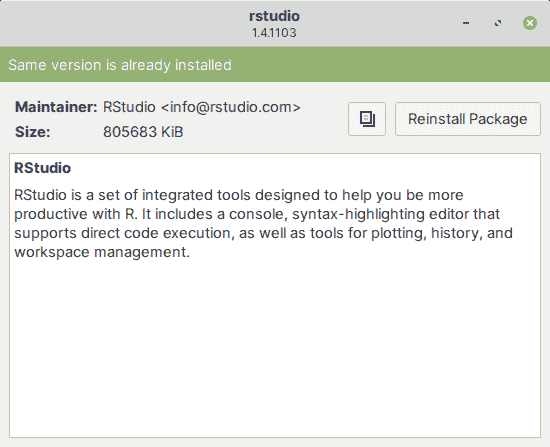 rstudio
1.4.1103
Same version is already installed
Maintainer: RStudio <info@rstudio.com>
Size: 805683 KiB
Reinstall Package
RStudio
RStudio is a set of integrated tools designed to help you be more
productive with R. It includes a console, syntax-highlighting editor that
supports direct code execution, as well as tools for plotting, history, and
workspace management.